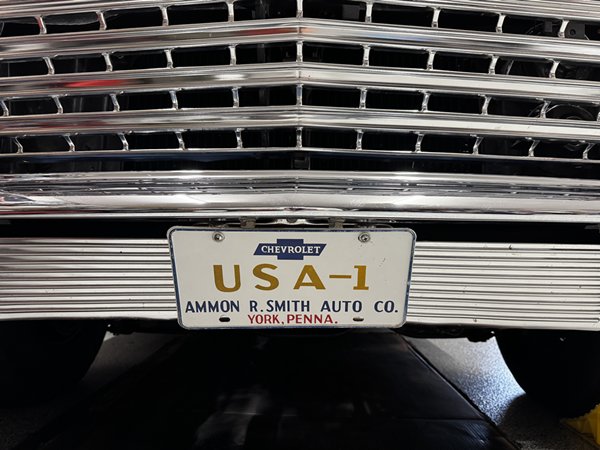 CHEVROLET
USA-1
AMMON R. SMITH AUTO CO.
YORK, PENNA.